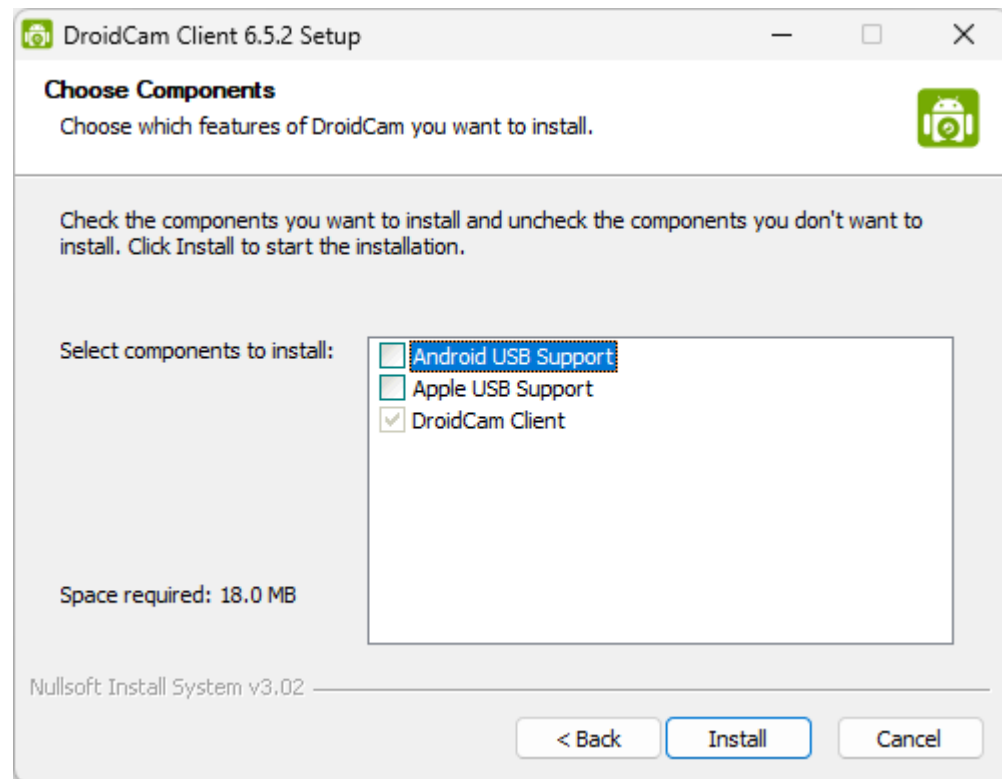 DroidCam Client 6.5.2 Setup
Choose Components
Choose which features of DroidCam you want to install.
Check the components you want to install and uncheck the components you don't want to
install. Click Install to start the installation.
Select components to install:
Android USB Support
Apple USB Support
DroidCam Client
Space required: 18.0 MB
Nullsoft Install System v3.02
< Back
Install
Cancel